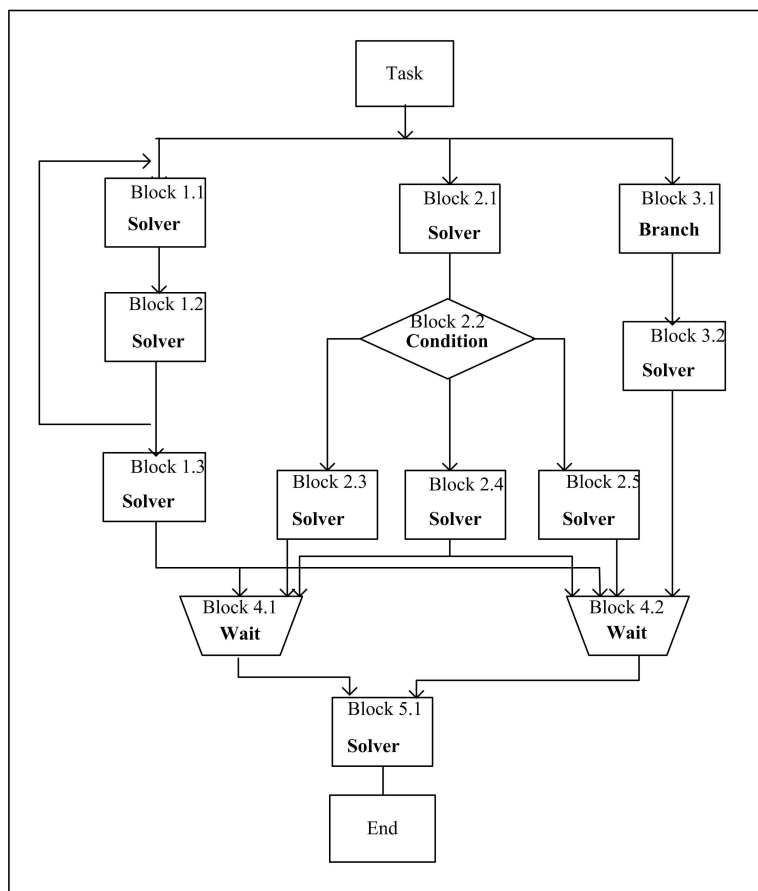 Task
Block 1.1
Solver
Block 2.1
Solver
Block 3.1
Branch
Block 1.2
Solver
Block 2.2
Condition
Block 3.2
Solver
Block 1.3
Solver
Block 2.3
Solver
Block 2.4
Solver
Block 2.5
Solver
Block 4.1
Wait
Block 4.2
Wait
Block 5.1
Solver
End